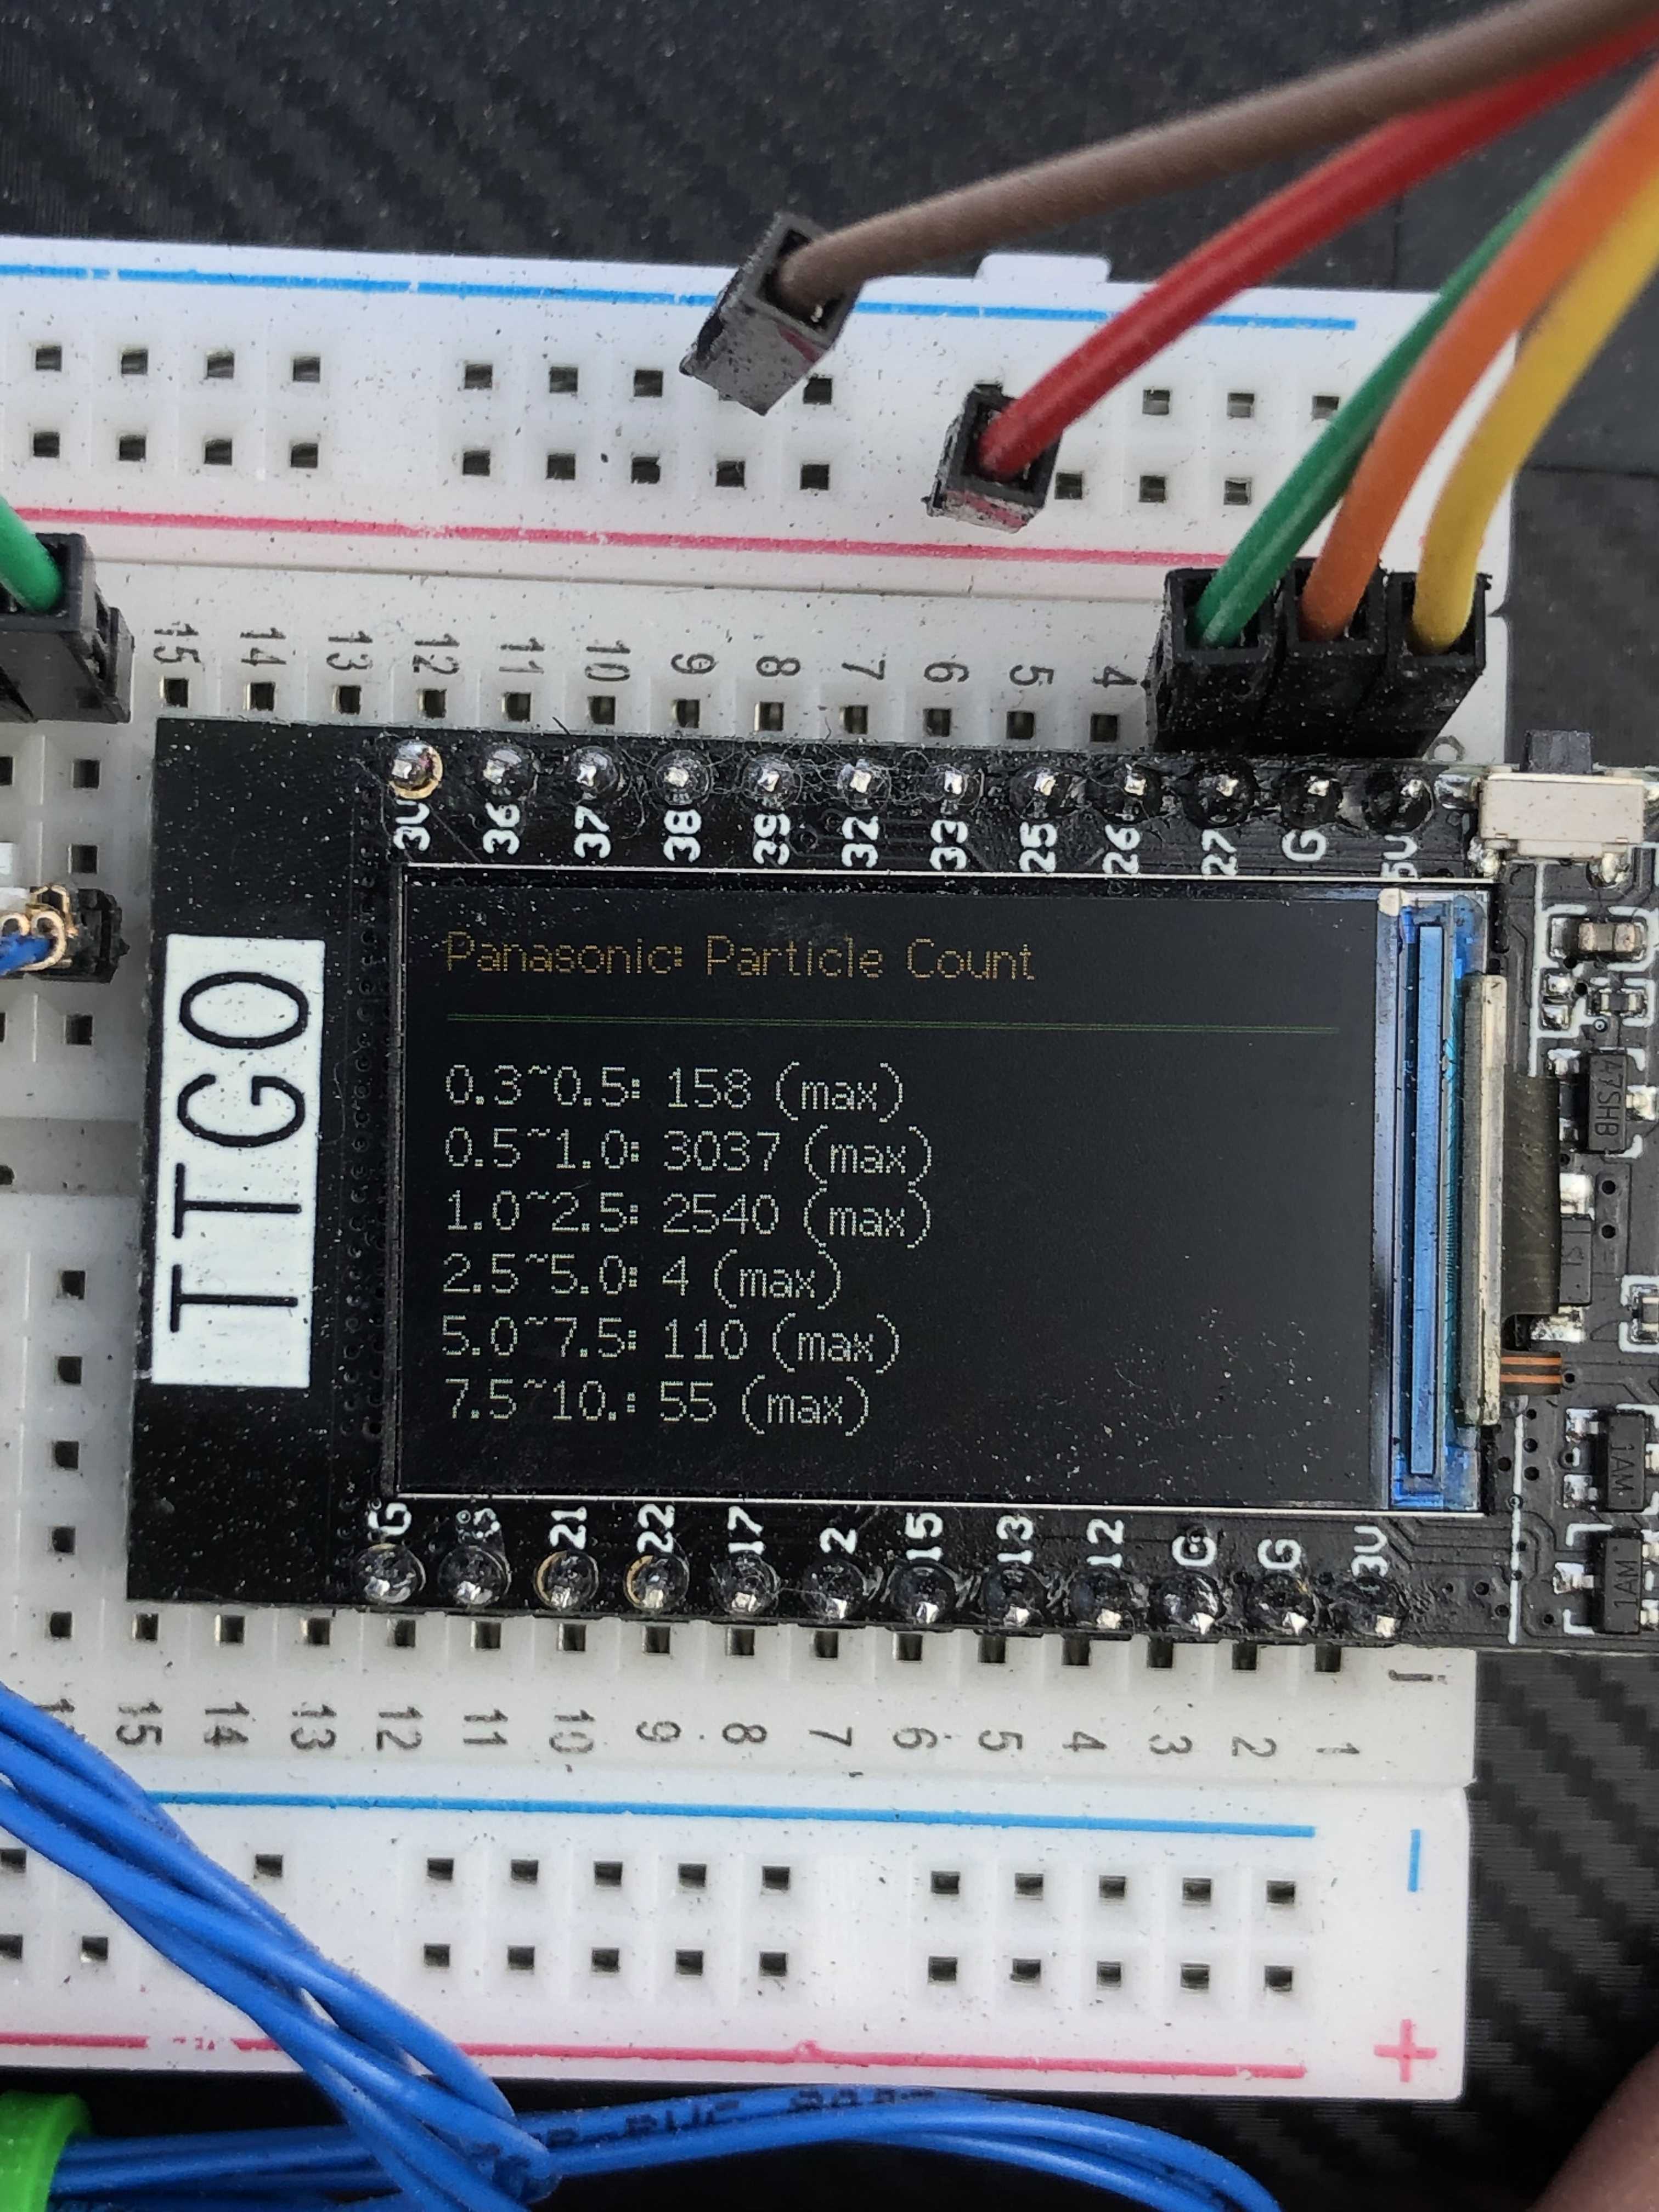 15 14 13 12 11 10 9 8 7 6 5 4
3V 36 37 38 39 32 33 25 26 27 G 5V
TTGO
Panasonic: Particle Count
0.3~0.5: 158 (max)
0.5~1.0: 3037 (max)
1.0~2.5: 2540 (max)
2.5~5.0: 4 (max)
5.0~7.5: 110 (max)
7.5~10.: 55 (max)
47SHB
1AM
1AM
G 21 22 17 2 15 13 12 G G 3V
j
15 14 13 12 11 10 9 8 7 6 5 4 3 2 1
−
+